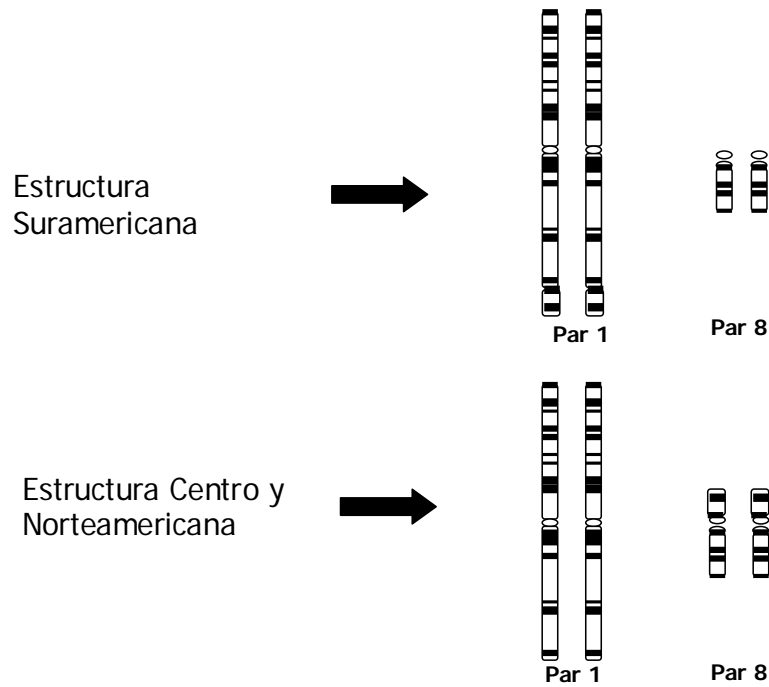 Estructura
Suramericana
Par 1
Par 8
Estructura Centro y
Norteamericana
Par 1
Par 8